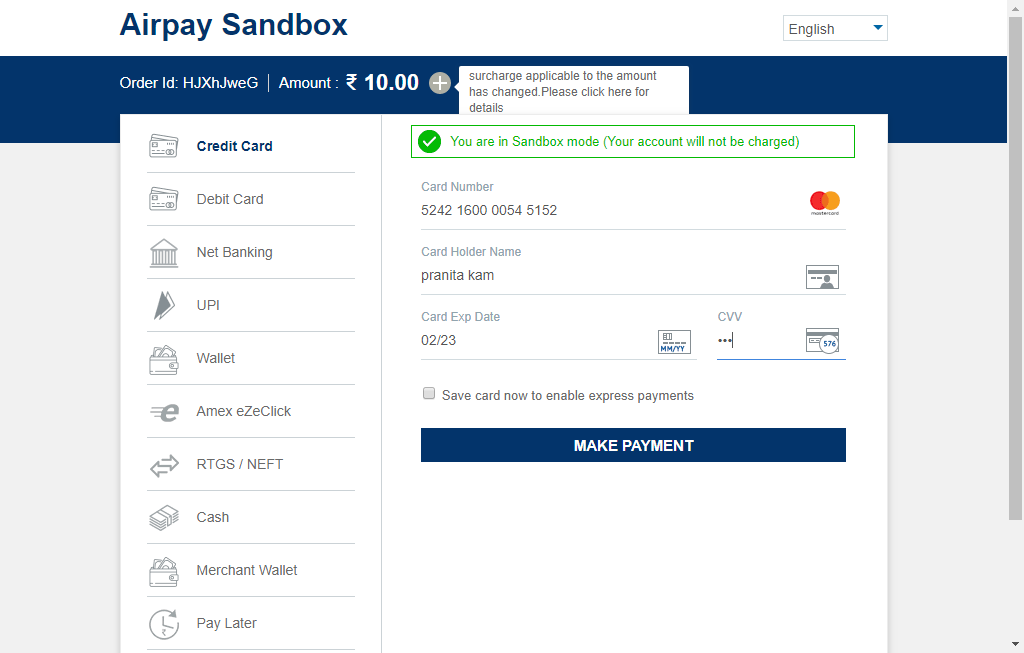 Airpay Sandbox
English
Order Id: HJXhJweG | Amount : ₹ 10.00
surcharge applicable to the amount
has changed.Please click here for
details
Credit Card
Debit Card
Net Banking
UPI
Wallet
Amex eZeClick
RTGS / NEFT
Cash
Merchant Wallet
Pay Later
You are in Sandbox mode (Your account will not be charged)
Card Number
5242 1600 0054 5152
mastercard
Card Holder Name
pranita kam
Card Exp Date
02/23
MM/YY
CVV
•••
576
Save card now to enable express payments
MAKE PAYMENT